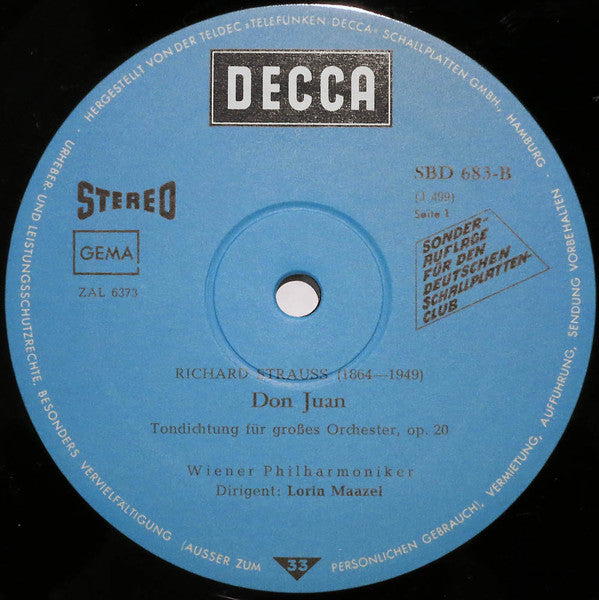 HERGESTELLT VON DER TELDEC »TELEFUNKEN DECCA« SCHALLPLATTEN GMBH., HAMBURG · URHEBER- UND LEISTUNGSSCHUTZRECHTE, BESONDERS VERVIELFÄLTIGUNG (AUSSER ZUM PERSÖNLICHEN GEBRAUCH), VERMIETUNG, AUFFÜHRUNG, SENDUNG VORBEHALTEN ·
DECCA
STEREO
GEMA
ZAL 6373
SBD 683-B
(J 499)
Seite 1
SONDER-
AUFLAGE
FÜR DEN
DEUTSCHEN
SCHALLPLATTEN-
CLUB
RICHARD STRAUSS (1864—1949)
Don Juan
Tondichtung für großes Orchester, op. 20
Wiener Philharmoniker
Dirigent: Lorin Maazel
33